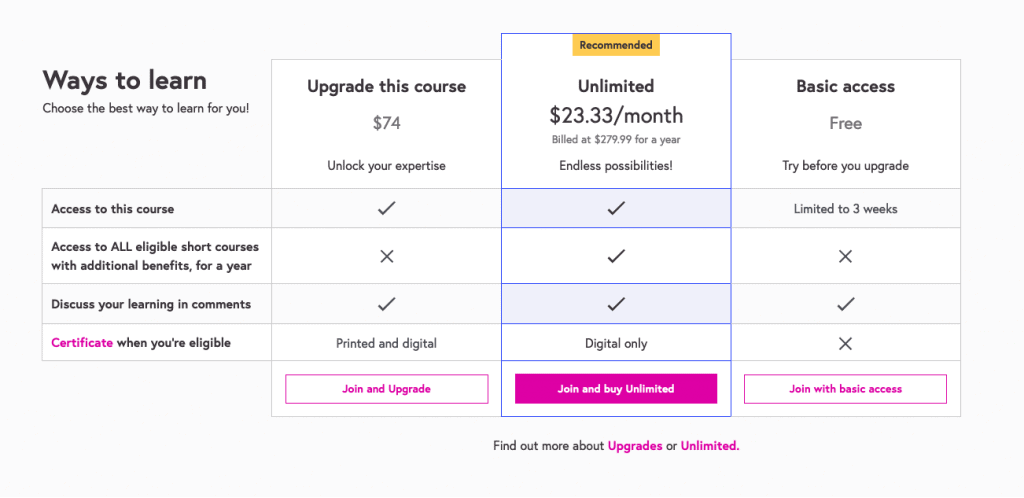 Recommended
Ways to learn
Choose the best way to learn for you!
Upgrade this course
$74
Unlock your expertise
Unlimited
$23.33/month
Billed at $279.99 for a year
Endless possibilities!
Basic access
Free
Try before you upgrade
Access to this course
Limited to 3 weeks
Access to ALL eligible short courses
with additional benefits, for a year
Discuss your learning in comments
Certificate when you're eligible
Printed and digital
Digital only
Join and Upgrade
Join and buy Unlimited
Join with basic access
Find out more about Upgrades or Unlimited.